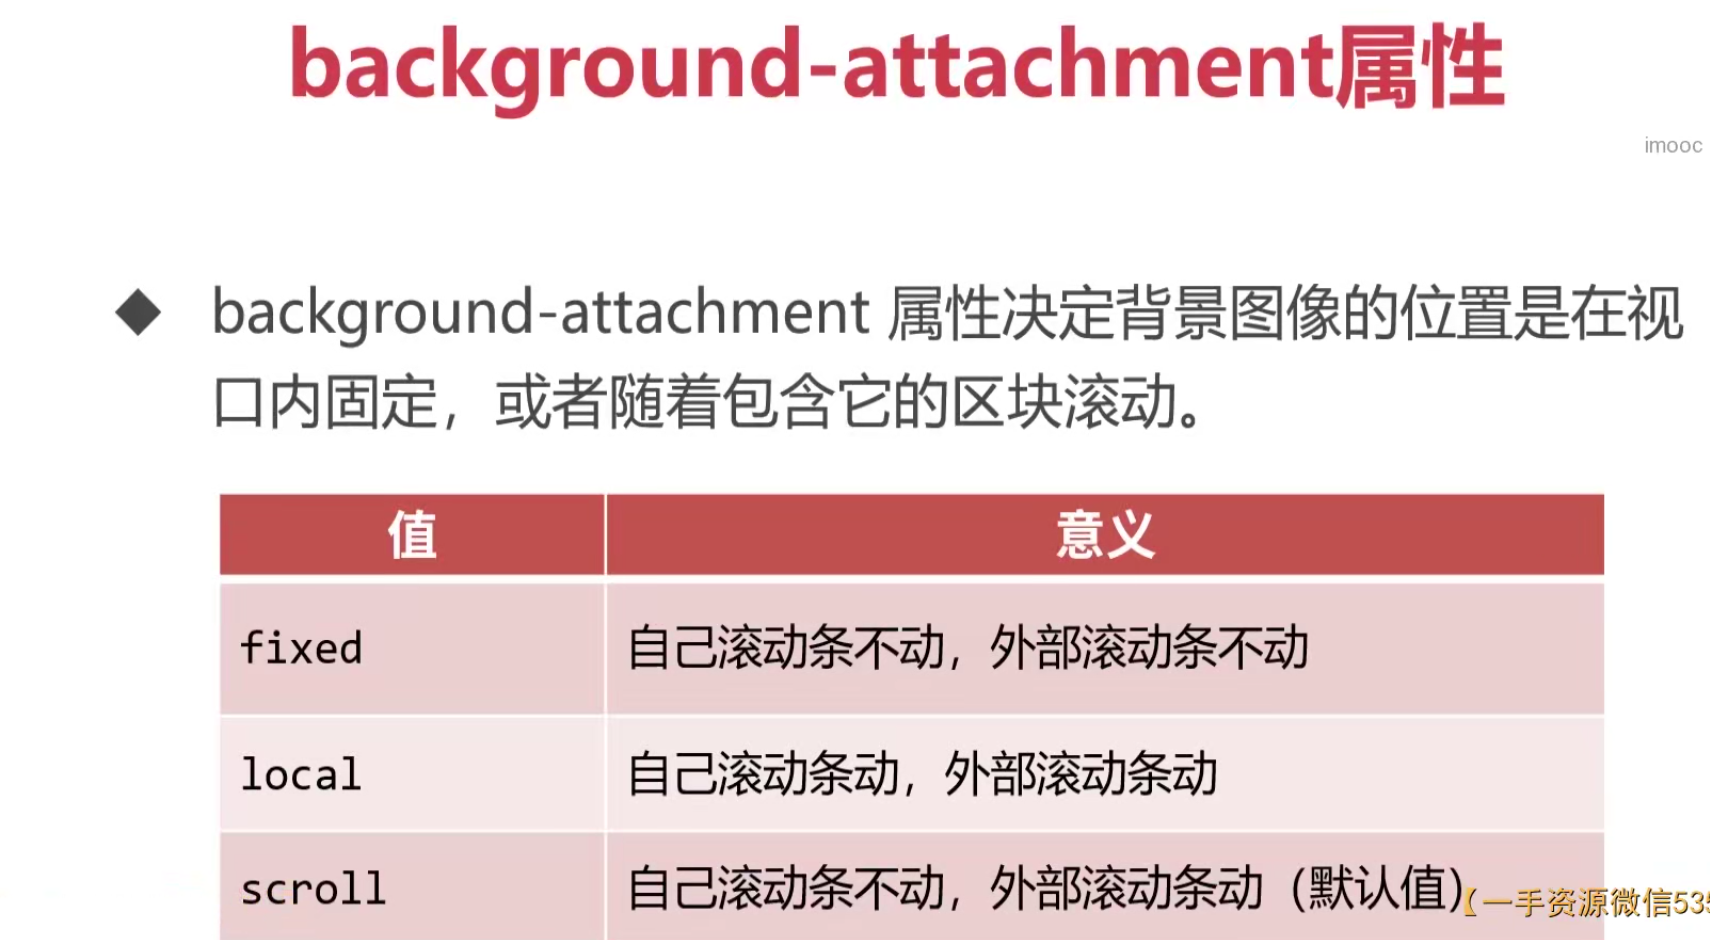 background-attachment属性
imooc
◆ background-attachment 属性决定背景图像的位置是在视
口内固定，或者随着包含它的区块滚动。
值 意义
fixed 自己滚动条不动，外部滚动条不动
local 自己滚动条动，外部滚动条动
scroll 自己滚动条不动，外部滚动条动（默认值）
【一手资源微信535